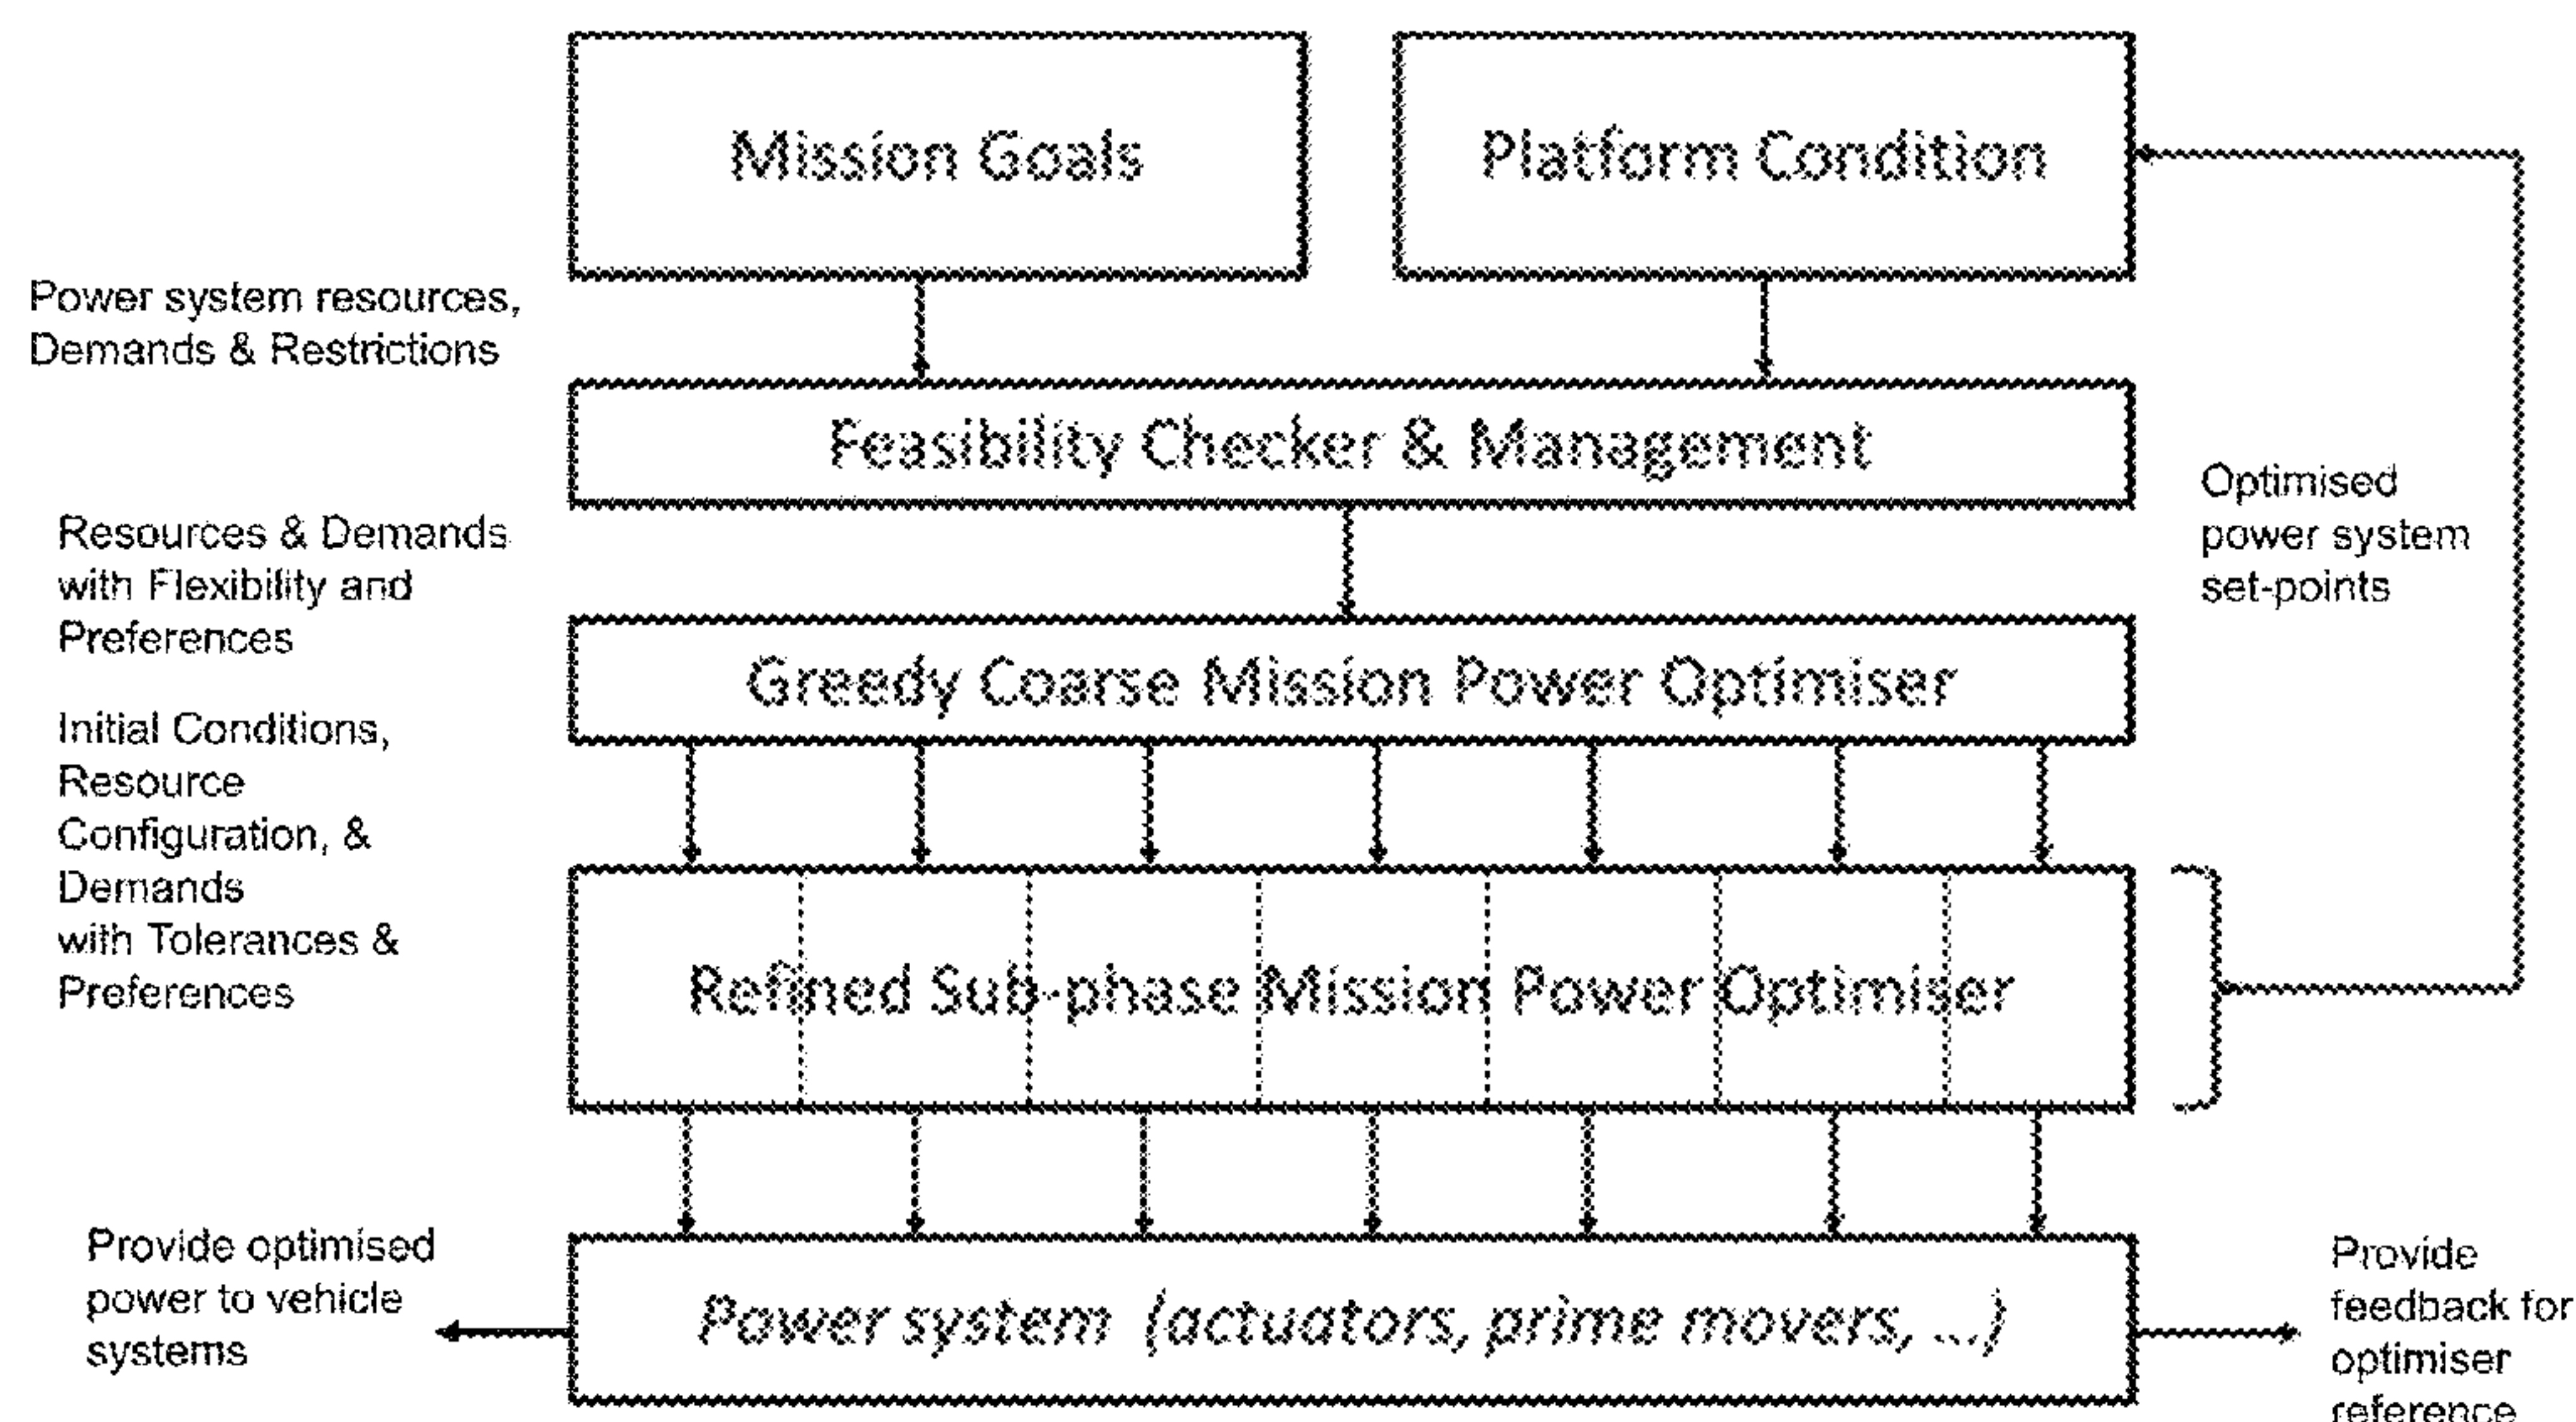 Mission Goals
Platform Condition
Power system resources,
Demands & Restrictions
Feasibility Checker & Management
Optimised
power system
set-points
Resources & Demands
with Flexibility and
Preferences
Greedy Coarse Mission Power Optimiser
Initial Conditions,
Resource
Configuration, &
Demands
with Tolerances &
Preferences
Refined Sub-phase Mission Power Optimiser
Provide optimised
power to vehicle
systems
Power system (actuators, prime movers, ...)
Provide
feedback for
optimiser
reference